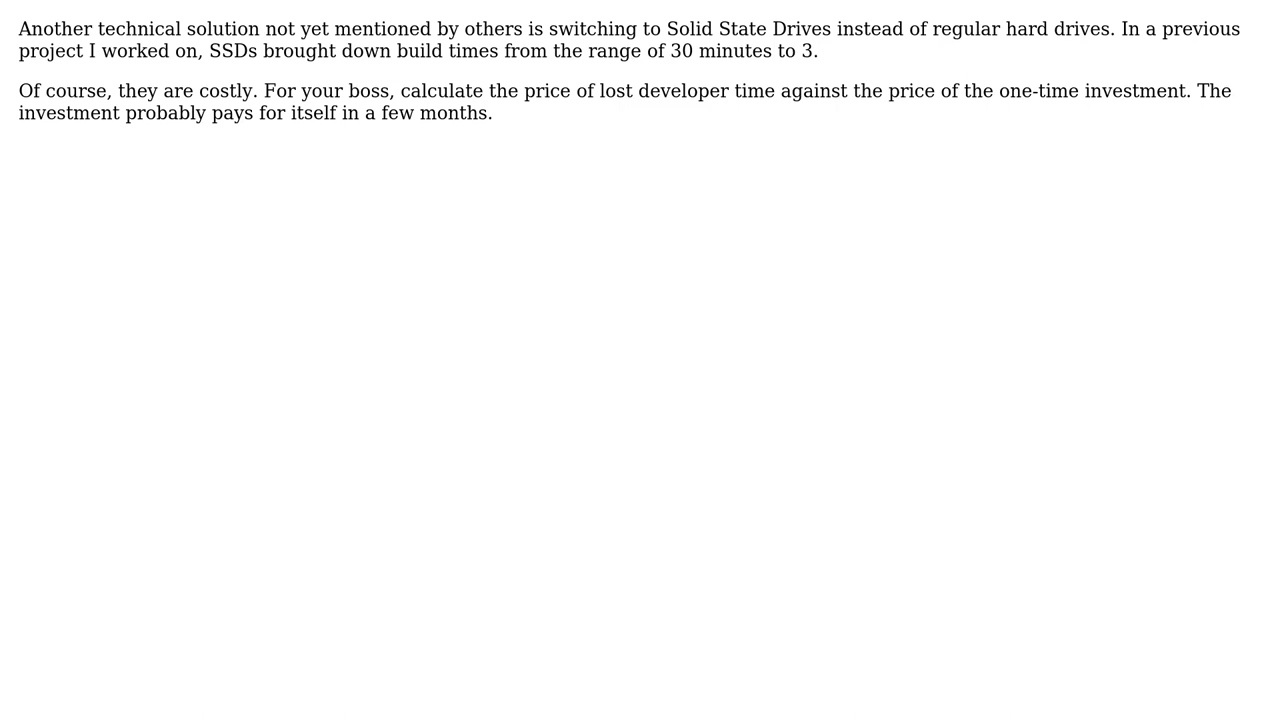 Another technical solution not yet mentioned by others is switching to Solid State Drives instead of regular hard drives. In a previous
project I worked on, SSDs brought down build times from the range of 30 minutes to 3.
Of course, they are costly. For your boss, calculate the price of lost developer time against the price of the one-time investment. The
investment probably pays for itself in a few months.